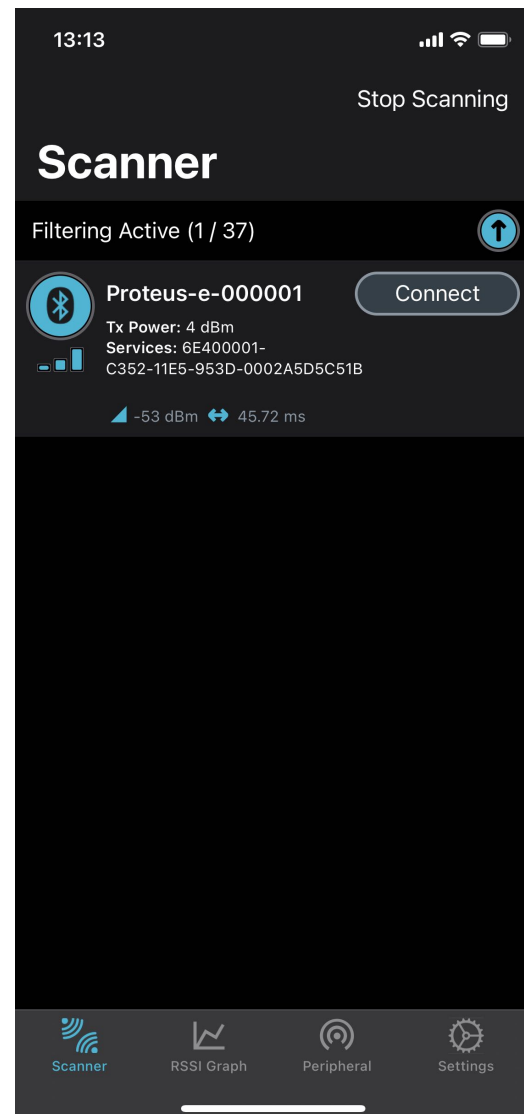 13:13
Stop Scanning
Scanner
Filtering Active (1 / 37)
Proteus-e-000001
Connect
Tx Power: 4 dBm
Services: 6E400001-
C352-11E5-953D-0002A5D5C51B
-53 dBm 45.72 ms
Scanner RSSI Graph Peripheral Settings